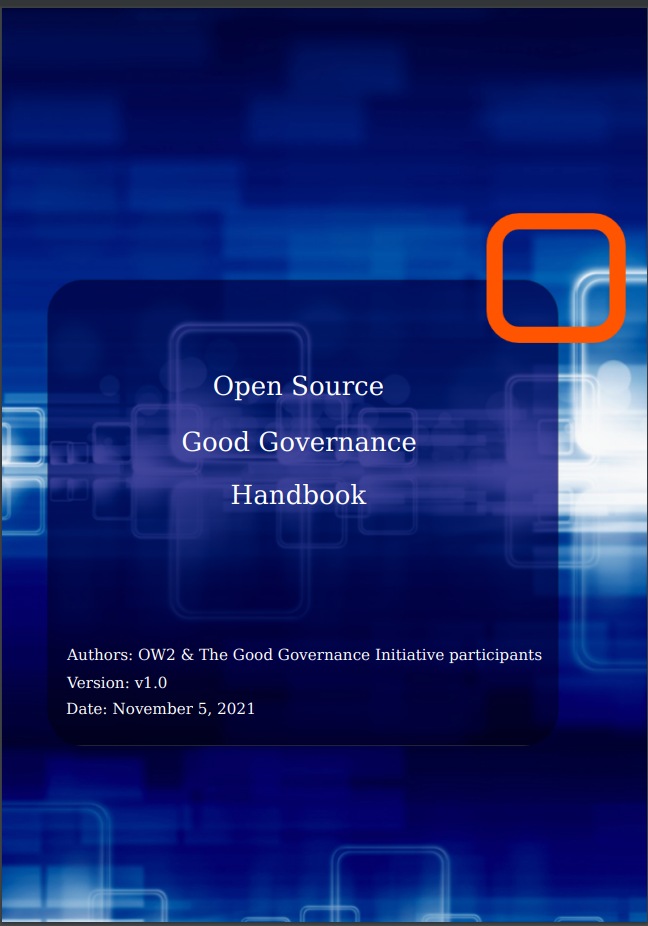 Open Source
Good Governance
Handbook
Authors: OW2 & The Good Governance Initiative participants
Version: v1.0
Date: November 5, 2021